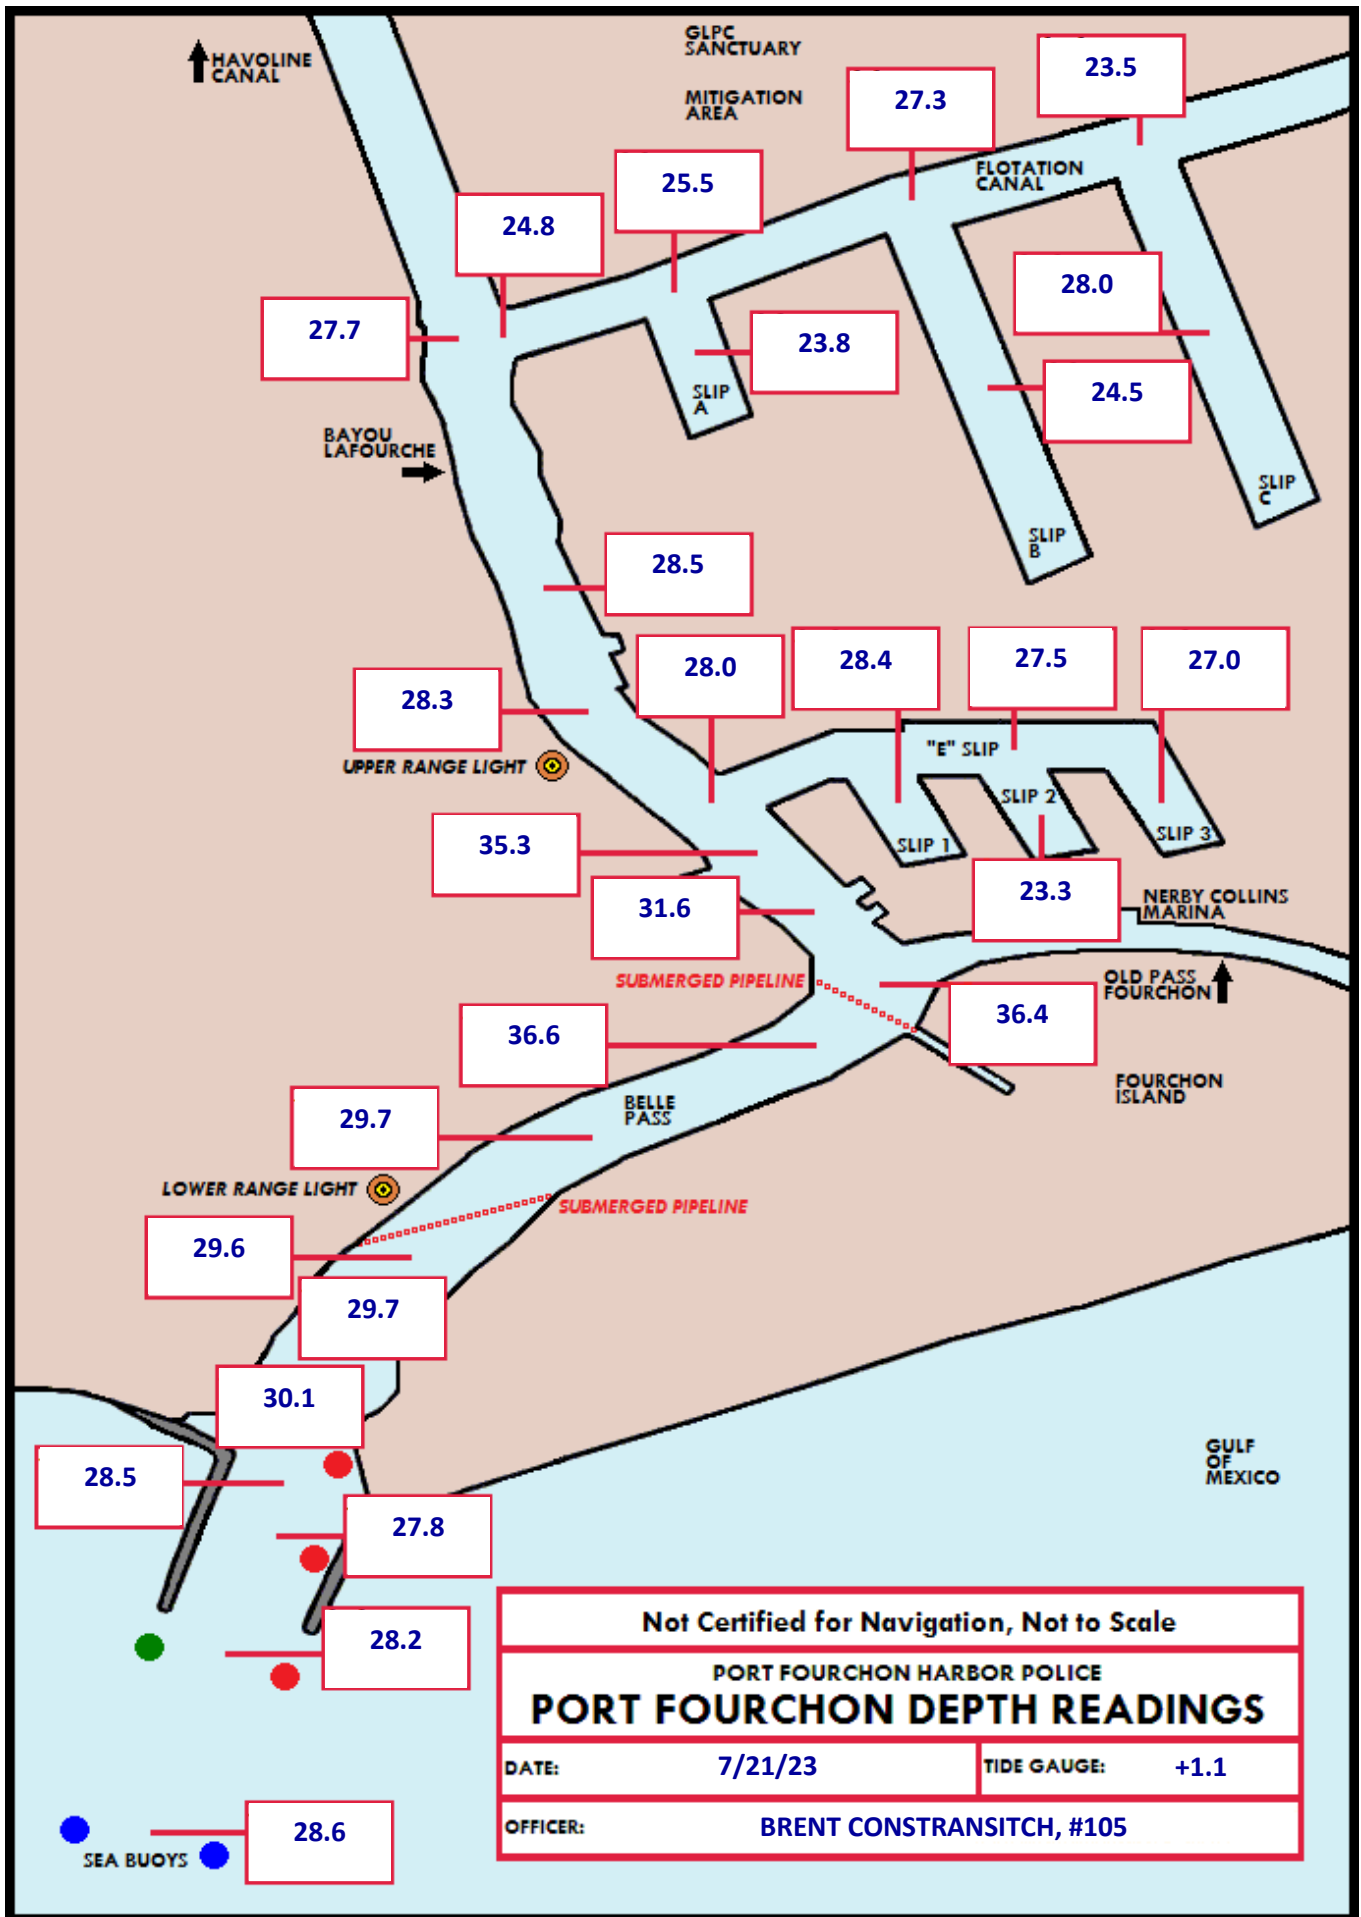 HAVOLINE
CANAL
GLPC
SANCTUARY
MITIGATION
AREA
23.5
27.3
FLOTATION
CANAL
25.5
24.8
28.0
27.7
23.8
24.5
SLIP
A
BAYOU
LAFOURCHE
SLIP
C
SLIP
B
28.5
28.0
28.4
27.5
27.0
28.3
"E" SLIP
UPPER RANGE LIGHT
SLIP 2
SLIP 1
SLIP 3
35.3
23.3
31.6
NERBY COLLINS
MARINA
SUBMERGED PIPELINE
OLD PASS
FOURCHON
36.4
36.6
FOURCHON
ISLAND
BELLE
PASS
29.7
LOWER RANGE LIGHT
SUBMERGED PIPELINE
29.6
29.7
30.1
GULF
OF
MEXICO
28.5
27.8
28.2
Not Certified for Navigation, Not to Scale
PORT FOURCHON HARBOR POLICE
PORT FOURCHON DEPTH READINGS
DATE: 7/21/23 TIDE GAUGE: +1.1
OFFICER: BRENT CONSTRANSITCH, #105
28.6
SEA BUOYS